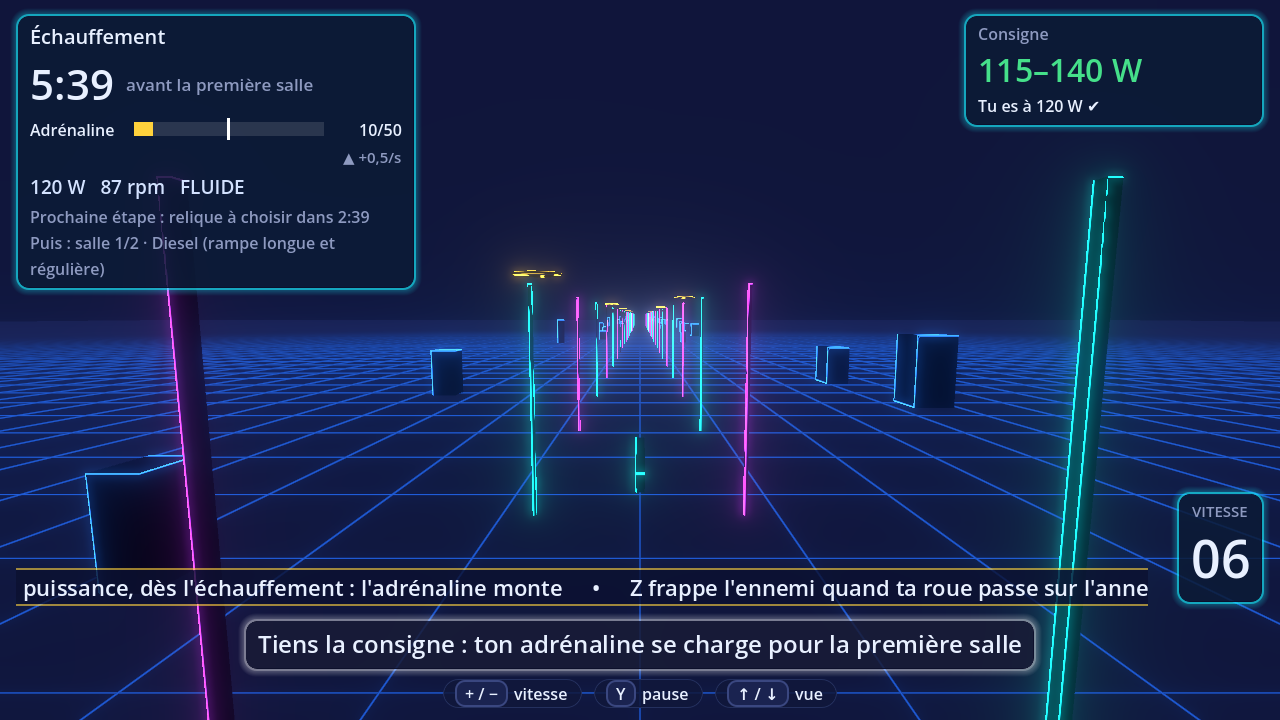 Échauffement
5:39 avant la première salle
Adrénaline 10/50
▲ +0,5/s
120 W 87 rpm FLUIDE
Prochaine étape : relique à choisir dans 2:39
Puis : salle 1/2 · Diesel (rampe longue et
régulière)
Consigne
115–140 W
Tu es à 120 W ✔
VITESSE
06
puissance, dès l'échauffement : l'adrénaline monte • Z frappe l'ennemi quand ta roue passe sur l'anne
Tiens la consigne : ton adrénaline se charge pour la première salle
+ / − vitesse Y pause ↑ / ↓ vue